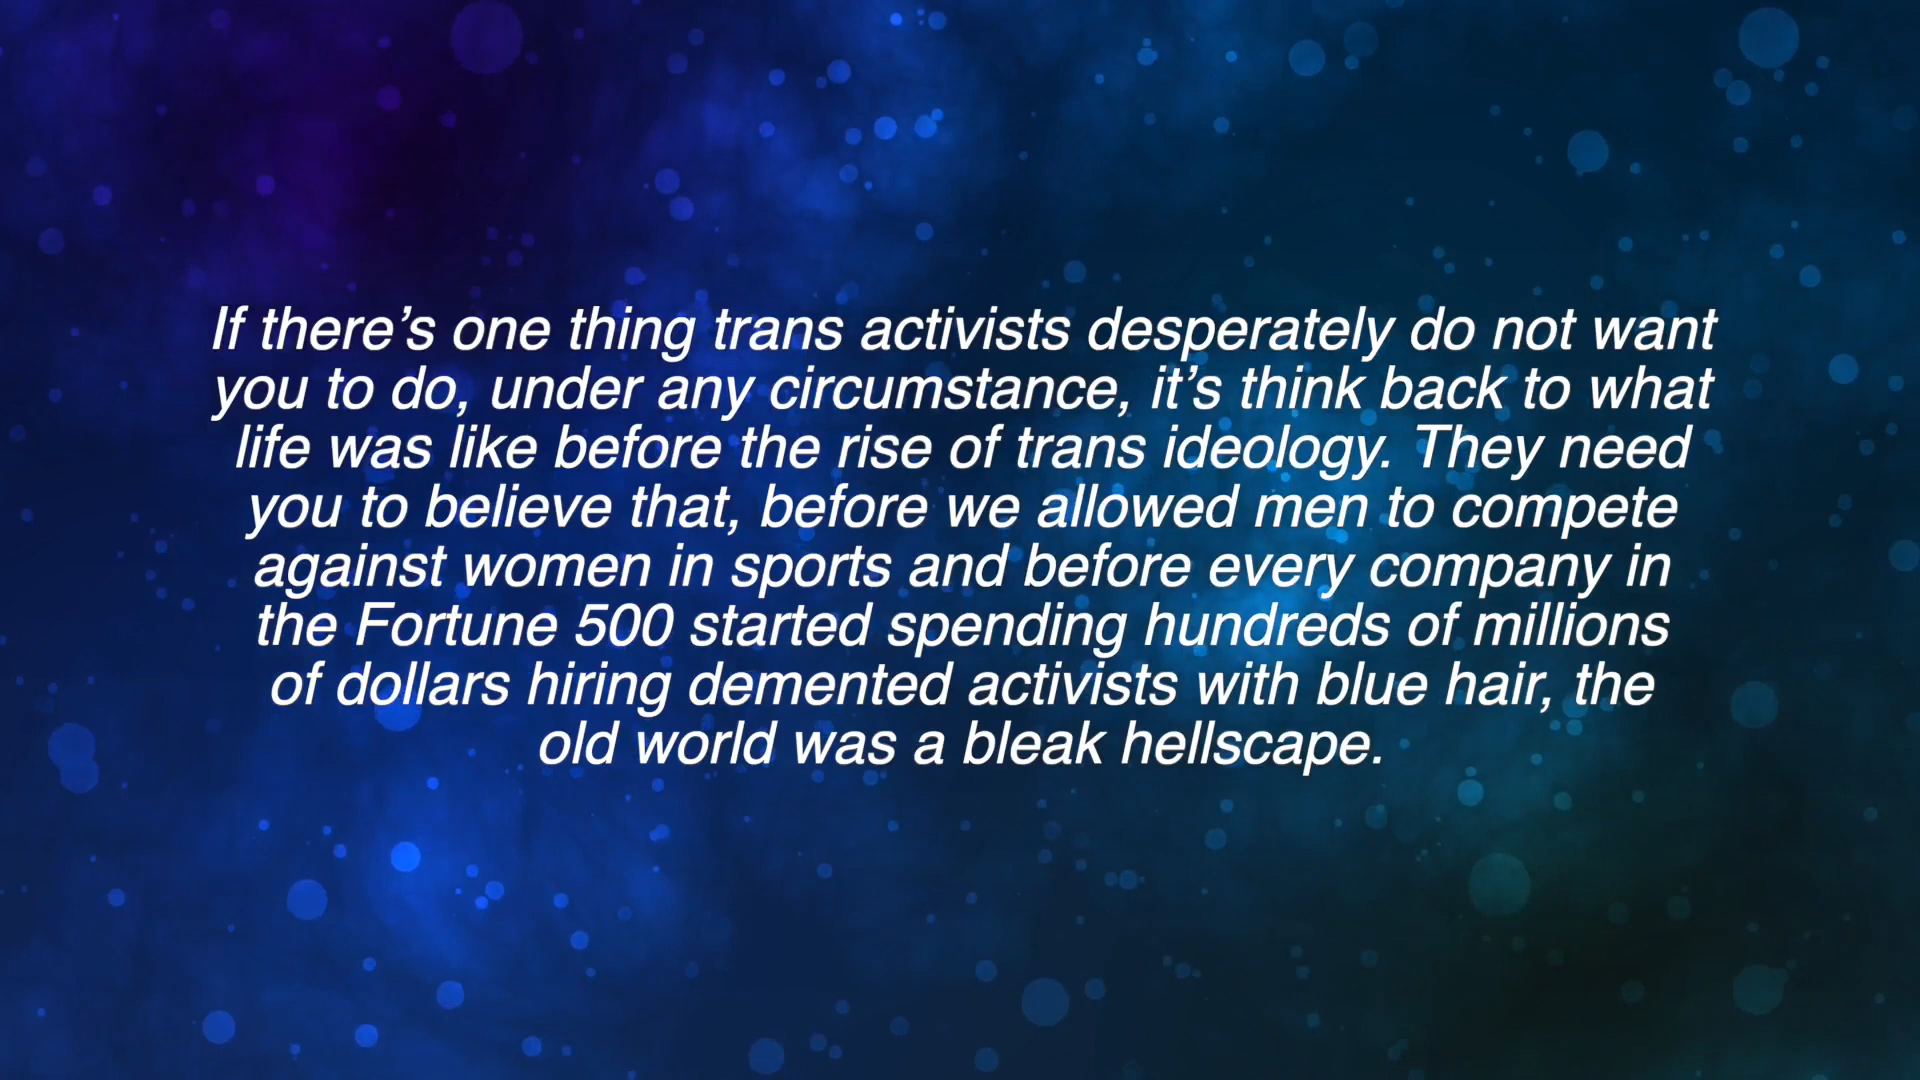 If there’s one thing trans activists desperately do not want
you to do, under any circumstance, it’s think back to what
life was like before the rise of trans ideology. They need
you to believe that, before we allowed men to compete
against women in sports and before every company in
the Fortune 500 started spending hundreds of millions
of dollars hiring demented activists with blue hair, the
old world was a bleak hellscape.